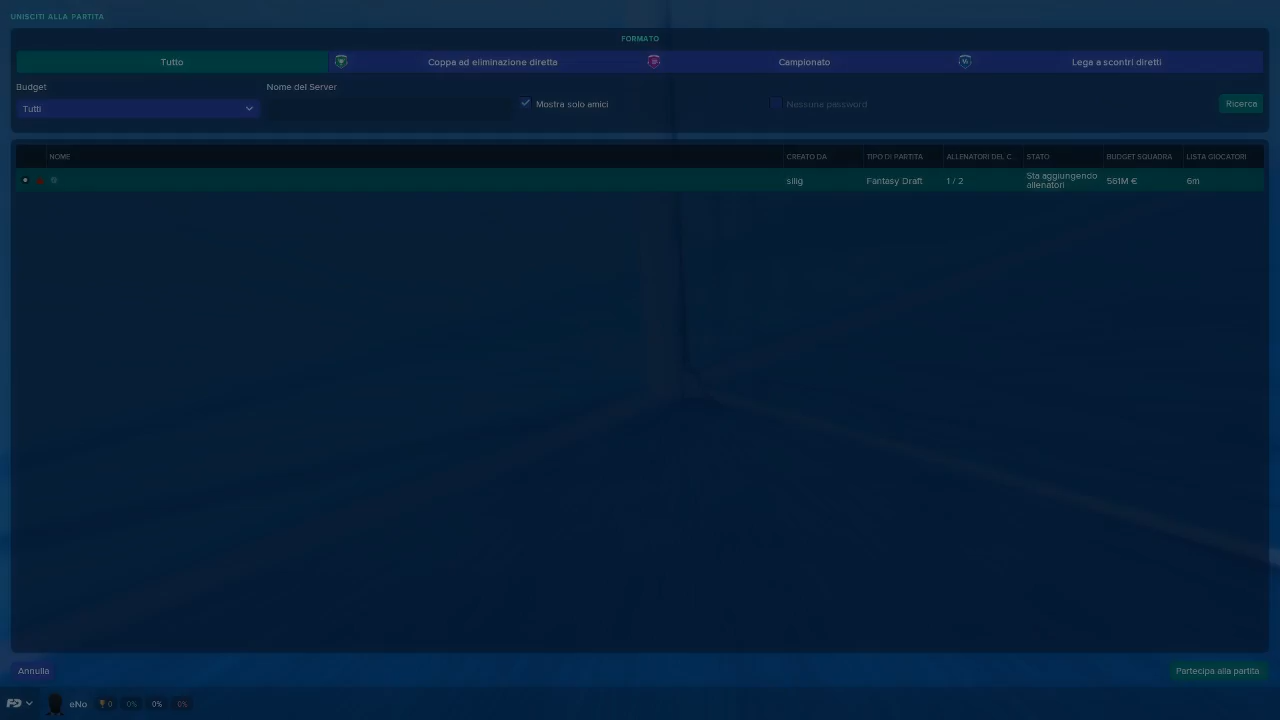 UNISCITI ALLA PARTITA
FORMATO
Tutto
Coppa ad eliminazione diretta
Campionato
Lega a scontri diretti
Budget
Nome del Server
Tutti
Mostra solo amici
Nessuna password
Ricerca
NOME
CREATO DA
TIPO DI PARTITA
ALLENATORI DEL C...
STATO
BUDGET SQUADRA
LISTA GIOCATORI
silig
Fantasy Draft
1 / 2
Sta aggiungendo
allenatori
561M €
6m
Annulla
Partecipa alla partita
FD
eNo
0
0%
0%
0%